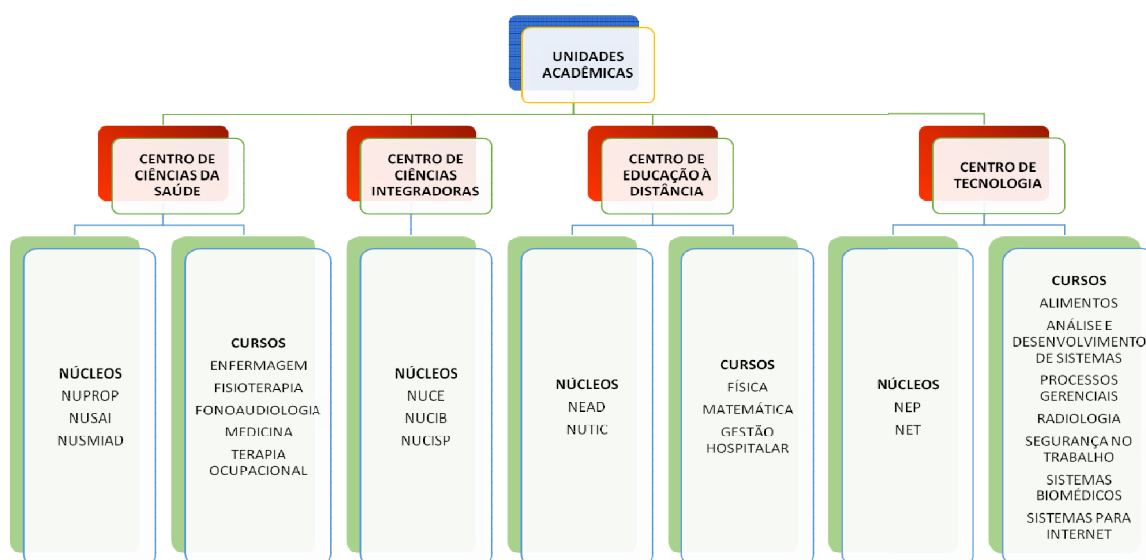 UNIDADES
ACADÊMICAS
CENTRO DE
CIÊNCIAS DA
SAÚDE
CENTRO DE
CIÊNCIAS
INTEGRADORAS
CENTRO DE
EDUCAÇÃO À
DISTÂNCIA
CENTRO DE
TECNOLOGIA
NÚCLEOS
NUPROP
NUSAI
NUSMIAD
CURSOS
ENFERMAGEM
FISIOTERAPIA
FONOAUDIOLOGIA
MEDICINA
TERAPIA
OCUPACIONAL
NÚCLEOS
NUCE
NUCIB
NUCISP
NÚCLEOS
NEAD
NUTIC
CURSOS
FÍSICA
MATEMÁTICA
GESTÃO
HOSPITALAR
NÚCLEOS
NEP
NET
CURSOS
ALIMENTOS
ANÁLISE E
DESENVOLVIMENTO
DE SISTEMAS
PROCESSOS
GERENCIAIS
RADIOLOGIA
SEGURANÇA NO
TRABALHO
SISTEMAS
BIOMÉDICOS
SISTEMAS PARA
INTERNET